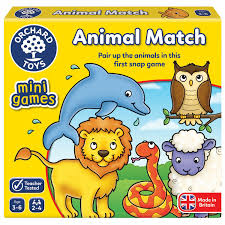 ORCHARD
TOYS
Animal Match
Pair up the animals in this
first snap game
mini
games
Teacher
Tested
Age
3-6
2-4
Made in
Britain